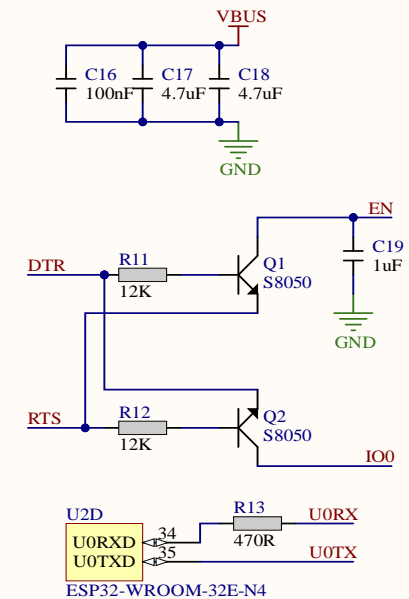 VBUS
C16
100nF
C17
4.7uF
C18
4.7uF
GND
EN
DTR
R11
12K
Q1
S8050
C19
1uF
GND
RTS
R12
12K
Q2
S8050
IO0
U2D
R13
470R
U0RX
U0RXD
34
U0TXD
35
U0TX
ESP32-WROOM-32E-N4